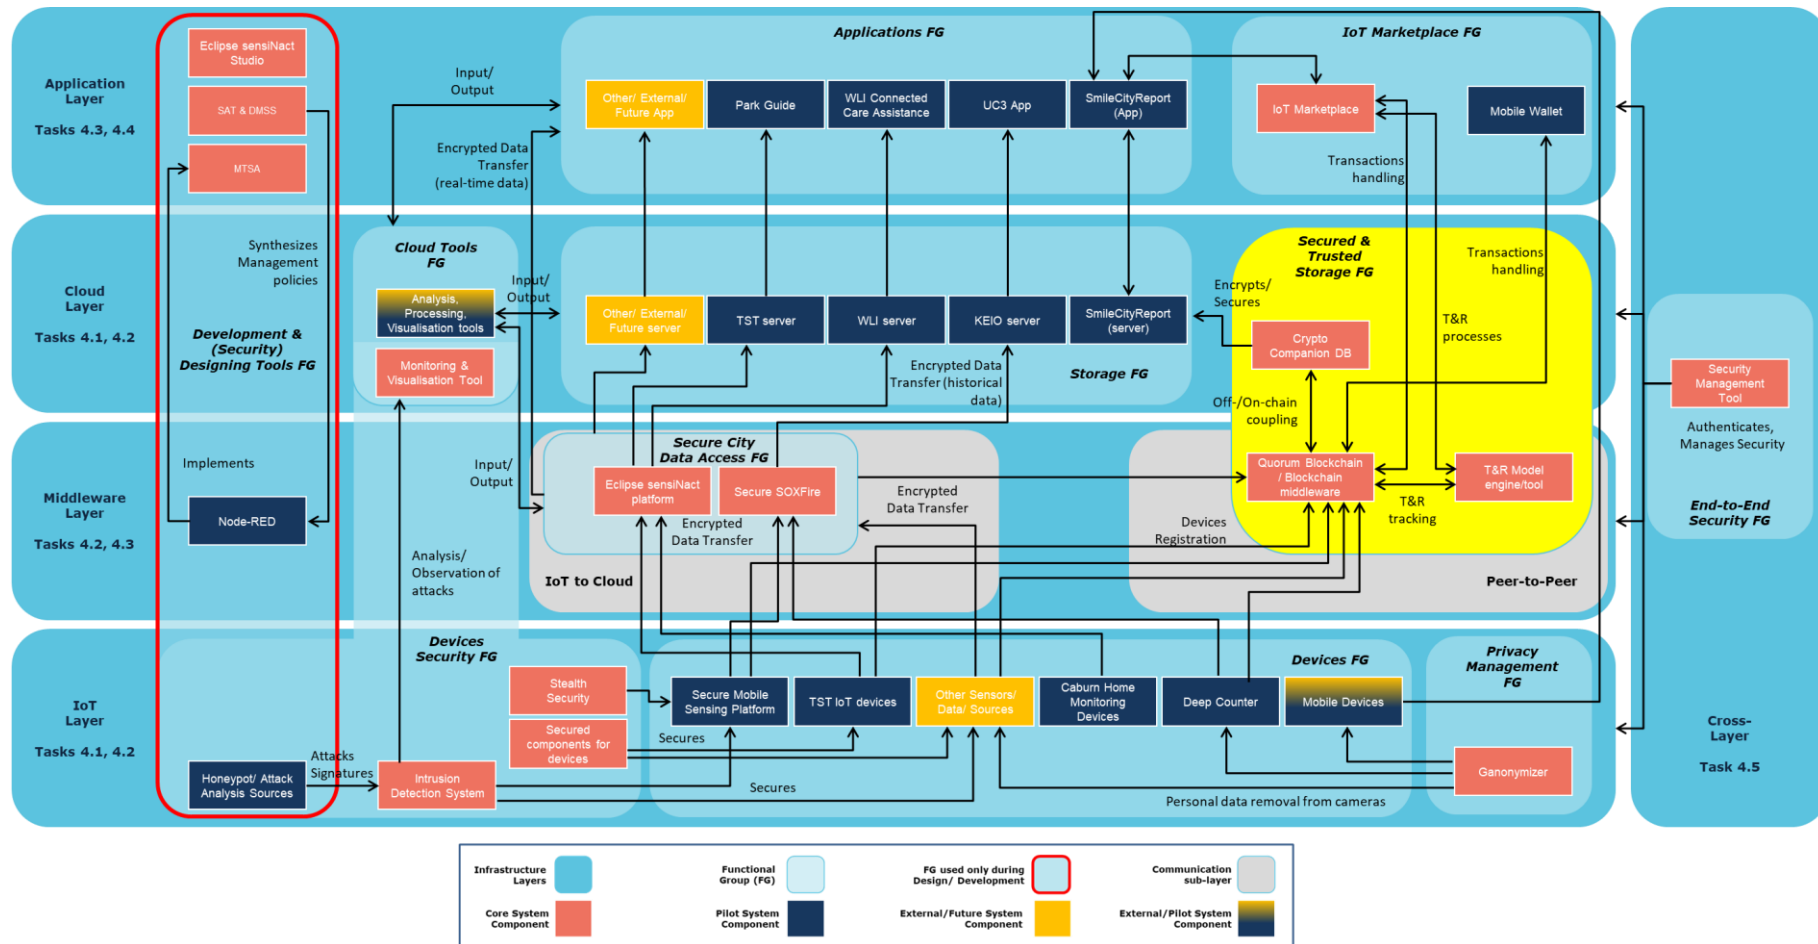 Application
Layer
Tasks 4.3, 4.4
Eclipse sensiNact
Studio
SAT & DMSS
MTSA
Input/
Output
Encrypted Data
Transfer
(real-time data)
Applications FG
Other/ External/
Future App
Park Guide
WLI Connected
Care Assistance
UC3 App
SmileCityReport
(App)
IoT Marketplace FG
IoT Marketplace
Mobile Wallet
Transactions
handling
Cloud
Layer
Tasks 4.1, 4.2
Synthesizes
Management
policies
Development &
(Security)
Designing Tools FG
Cloud Tools
FG
Analysis,
Processing,
Visualisation tools
Monitoring &
Visualisation Tool
Input/
Output
Other/ External/
Future server
TST server
WLI server
KEIO server
SmileCityReport
(server)
Encrypted Data
Transfer (historical
data)
Storage FG
Encrypts/
Secures
Secured &
Trusted
Storage FG
Crypto
Companion DB
Off-/On-chain
coupling
T&R
processes
Transactions
handling
Security
Management
Tool
Authenticates,
Manages Security
End-to-End
Security FG
Middleware
Layer
Tasks 4.2, 4.3
Implements
Node-RED
Input/
Output
Analysis/
Observation of
attacks
Secure City
Data Access FG
Eclipse sensiNact
platform
Secure SOXFire
Encrypted
Data Transfer
IoT to Cloud
Encrypted
Data Transfer
Devices
Registration
Quorum Blockchain
/ Blockchain
middleware
T&R Model
engine/tool
T&R
tracking
Peer-to-Peer
IoT
Layer
Tasks 4.1, 4.2
Honeypot/ Attack
Analysis Sources
Attacks
Signatures
Intrusion
Detection System
Devices
Security FG
Stealth
Security
Secured
components for
devices
Secures
Secures
Devices FG
Secure Mobile
Sensing Platform
TST IoT devices
Other Sensors/
Data/ Sources
Caburn Home
Monitoring
Devices
Deep Counter
Mobile Devices
Personal data removal from cameras
Privacy
Management
FG
Ganonymizer
Cross-
Layer
Task 4.5
Infrastructure
Layers
Functional
Group (FG)
FG used only during
Design/ Development
Communication
sub-layer
Core System
Component
Pilot System
Component
External/Future System
Component
External/Pilot System
Component